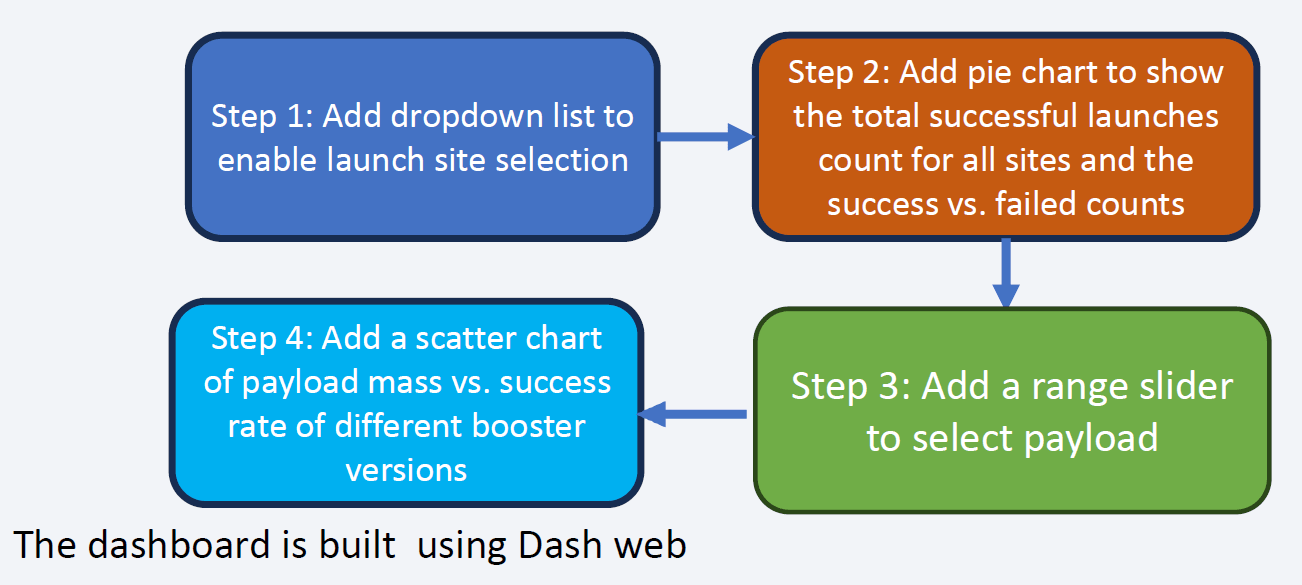 Step 1: Add dropdown list to
enable launch site selection
Step 2: Add pie chart to show
the total successful launches
count for all sites and the
success vs. failed counts
Step 3: Add a range slider
to select payload
Step 4: Add a scatter chart
of payload mass vs. success
rate of different booster
versions
The dashboard is built  using Dash web